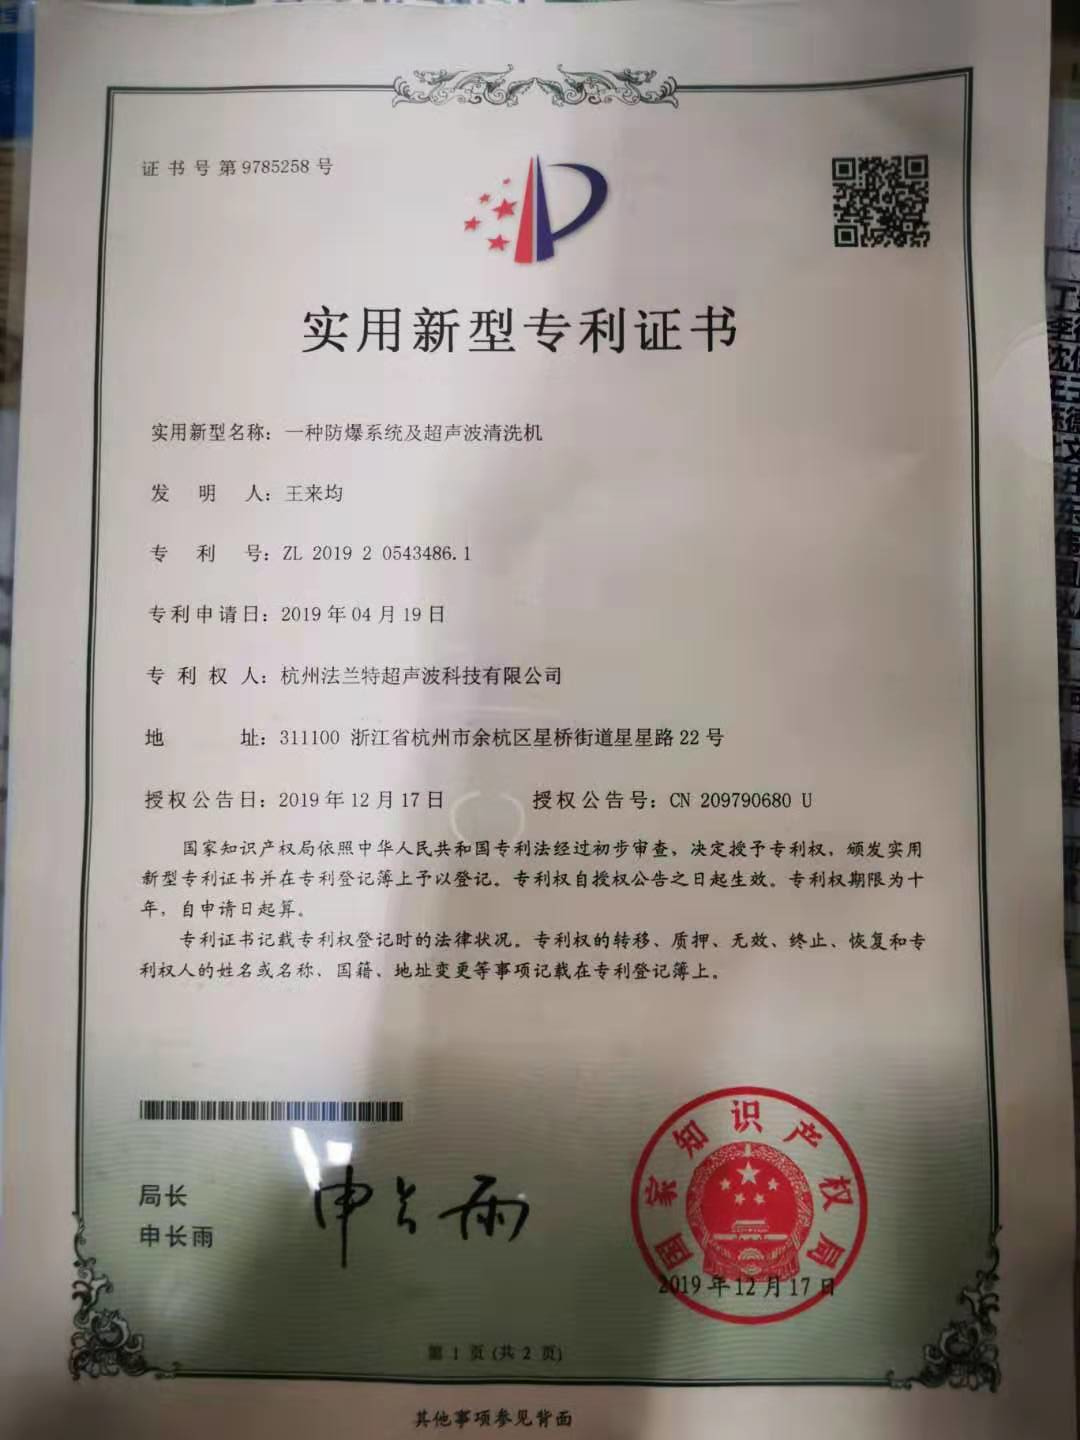 证书号第9785258号
实用新型专利证书
实用新型名称：一种防爆系统及超声波清洗机
发明人：王来均
专利号：ZL 2019 2 0543486.1
专利申请日：2019年04月19日
专利权人：杭州法兰特超声波科技有限公司
地址：311100 浙江省杭州市余杭区星桥街道星星路22号
授权公告日：2019年12月17日 授权公告号：CN 209790680 U
国家知识产权局依照中华人民共和国专利法经过初步审查，决定授予专利权，颁发实用
新型专利证书并在专利登记簿上予以登记。专利权自授权公告之日起生效。专利权期限为十
年，自申请日起算。
专利证书记载专利权登记时的法律状况。专利权的转移、质押、无效、终止、恢复和专
利权人的姓名或名称、国籍、地址变更等事项记载在专利登记簿上。
局长
申长雨
申长雨
国家知识产权局
2019年12月17日
第 1 页 (共 2 页)
其他事项参见背面